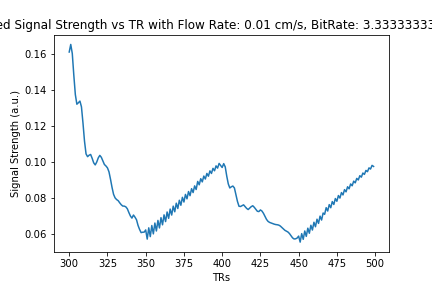 ed Signal Strength vs TR with Flow Rate: 0.01 cm/s, BitRate: 3.33333333
0.16
0.14
0.12
0.10
0.08
0.06
Signal Strength (a.u.)
300 325 350 375 400 425 450 475 500
TRs